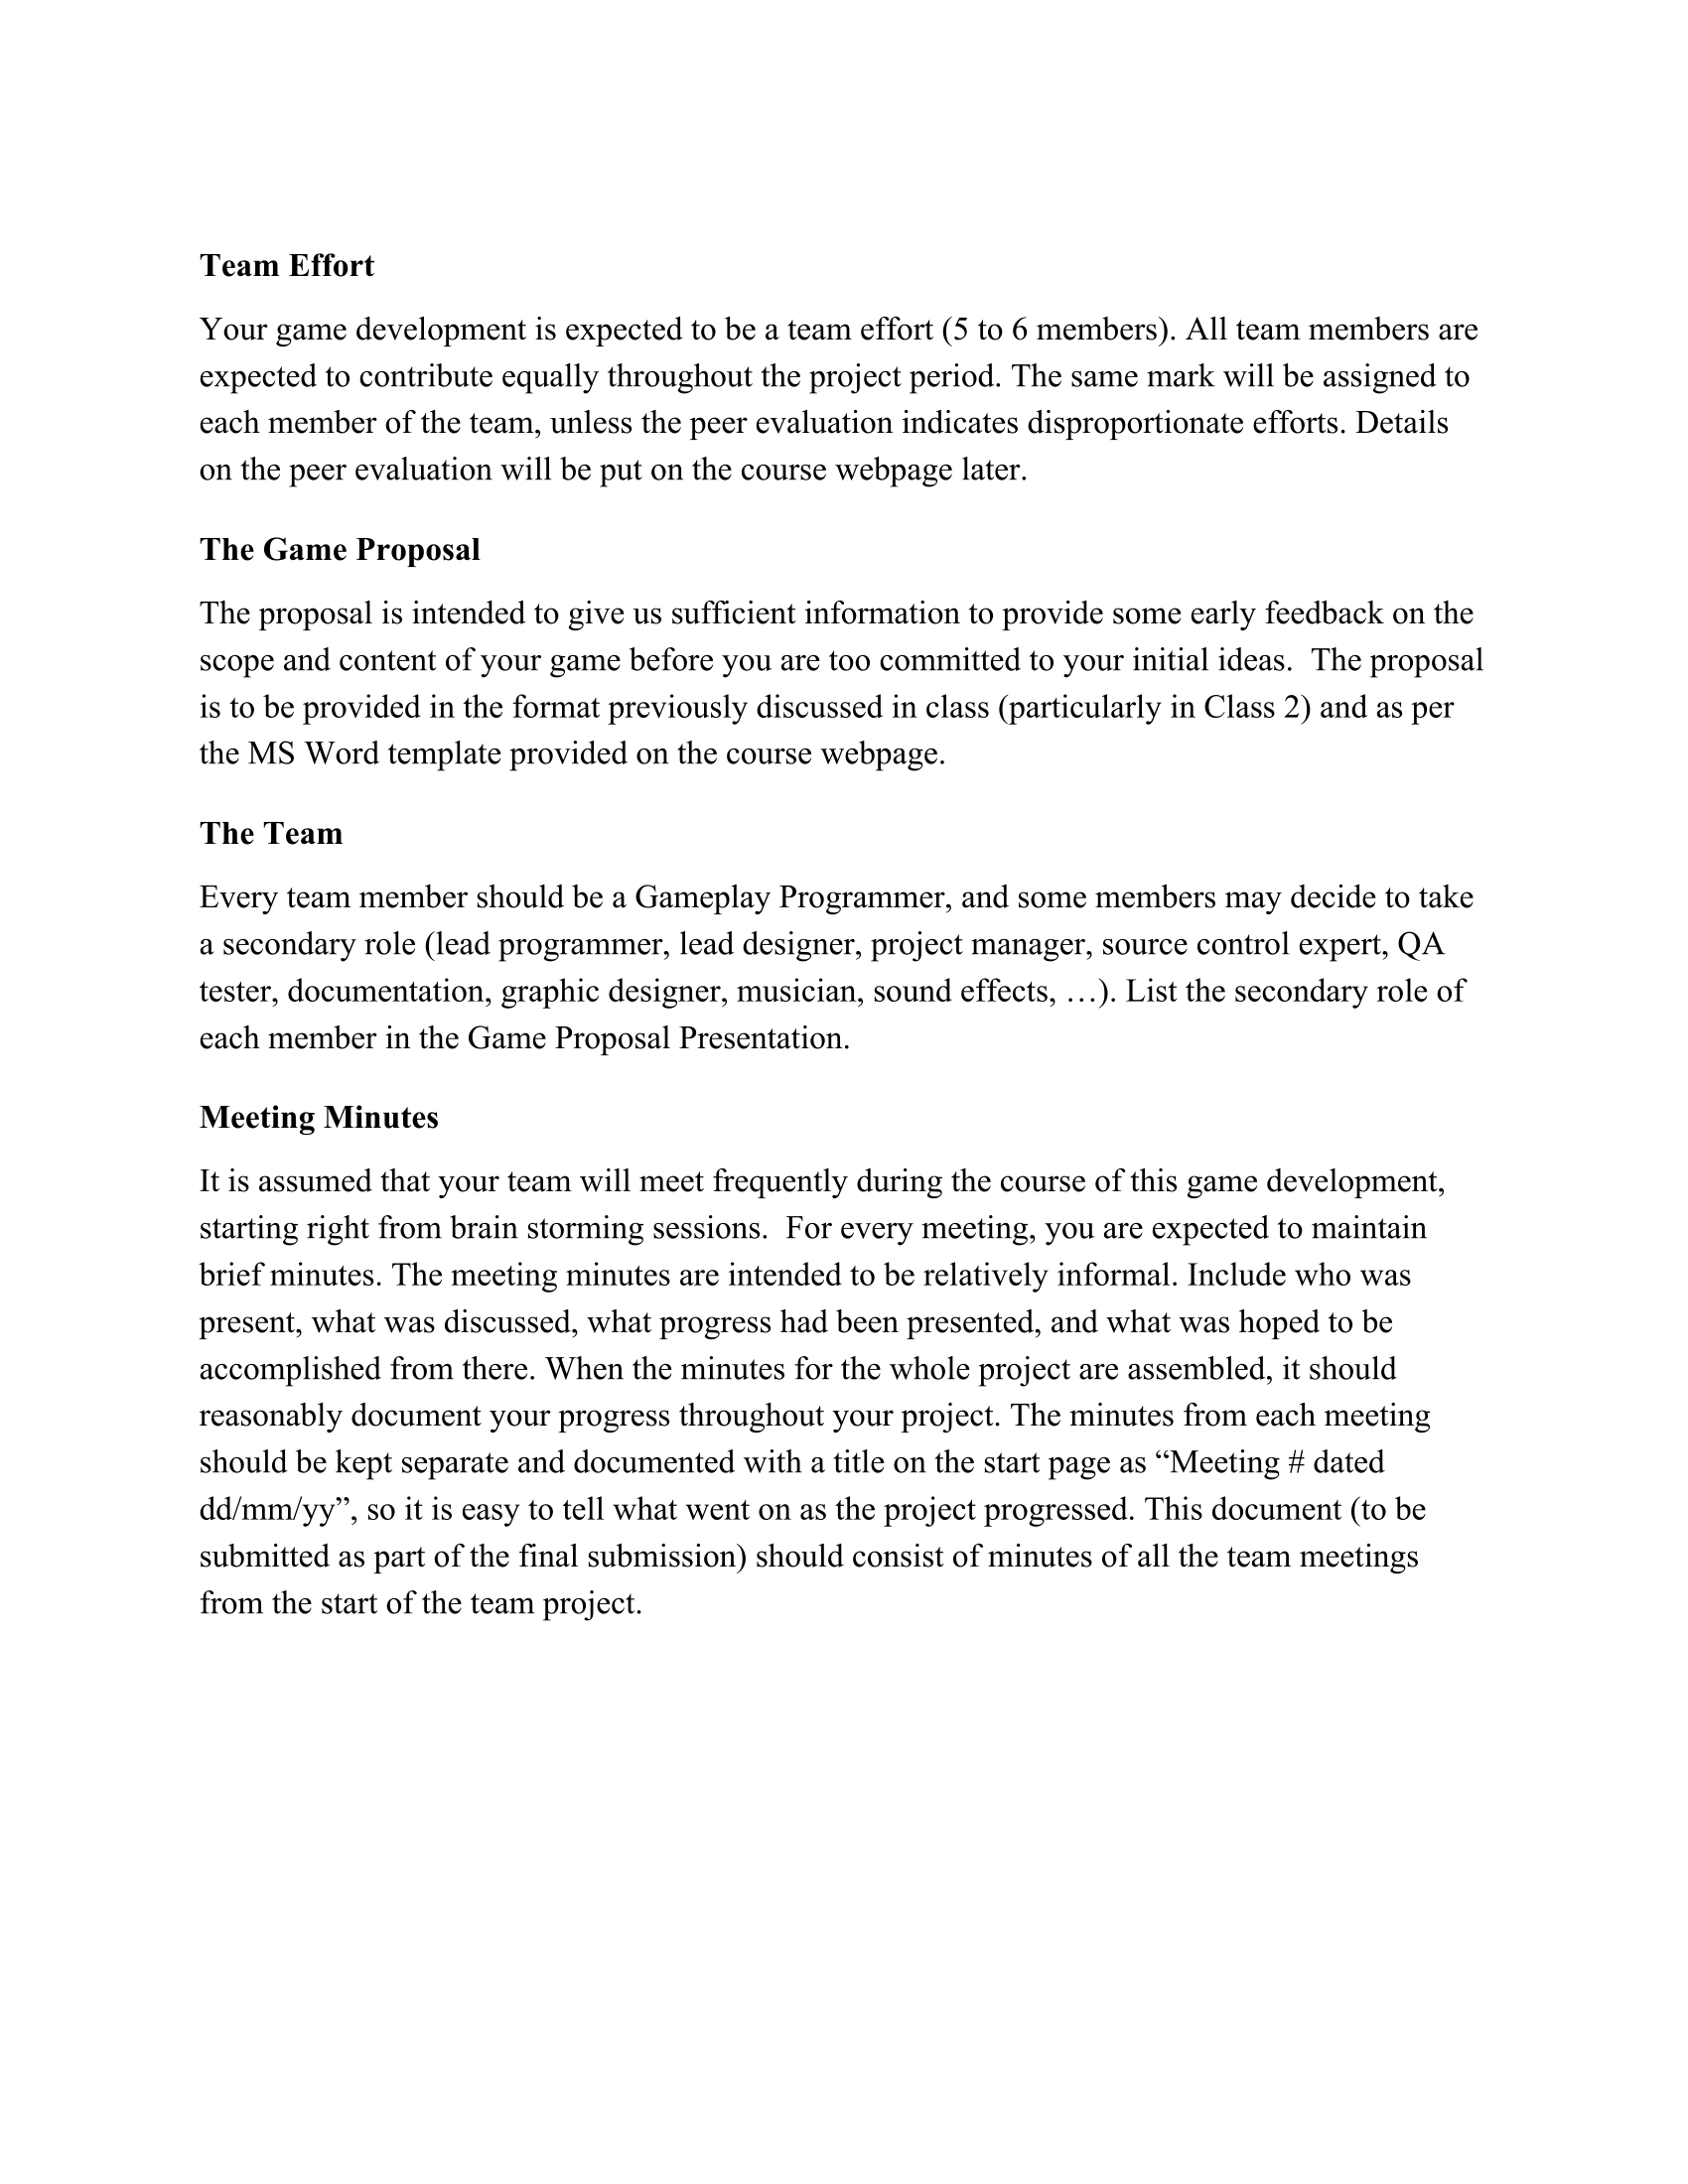 Team Effort
Your game development is expected to be a team effort (5 to 6 members). All team members are
expected to contribute equally throughout the project period. The same mark will be assigned to
each member of the team, unless the peer evaluation indicates disproportionate efforts. Details
on the peer evaluation will be put on the course webpage later.
The Game Proposal
The proposal is intended to give us sufficient information to provide some early feedback on the
scope and content of your game before you are too committed to your initial ideas.  The proposal
is to be provided in the format previously discussed in class (particularly in Class 2) and as per
the MS Word template provided on the course webpage.
The Team
Every team member should be a Gameplay Programmer, and some members may decide to take
a secondary role (lead programmer, lead designer, project manager, source control expert, QA
tester, documentation, graphic designer, musician, sound effects, …). List the secondary role of
each member in the Game Proposal Presentation.
Meeting Minutes
It is assumed that your team will meet frequently during the course of this game development,
starting right from brain storming sessions.  For every meeting, you are expected to maintain
brief minutes. The meeting minutes are intended to be relatively informal. Include who was
present, what was discussed, what progress had been presented, and what was hoped to be
accomplished from there. When the minutes for the whole project are assembled, it should
reasonably document your progress throughout your project. The minutes from each meeting
should be kept separate and documented with a title on the start page as “Meeting # dated
dd/mm/yy”, so it is easy to tell what went on as the project progressed. This document (to be
submitted as part of the final submission) should consist of minutes of all the team meetings
from the start of the team project.